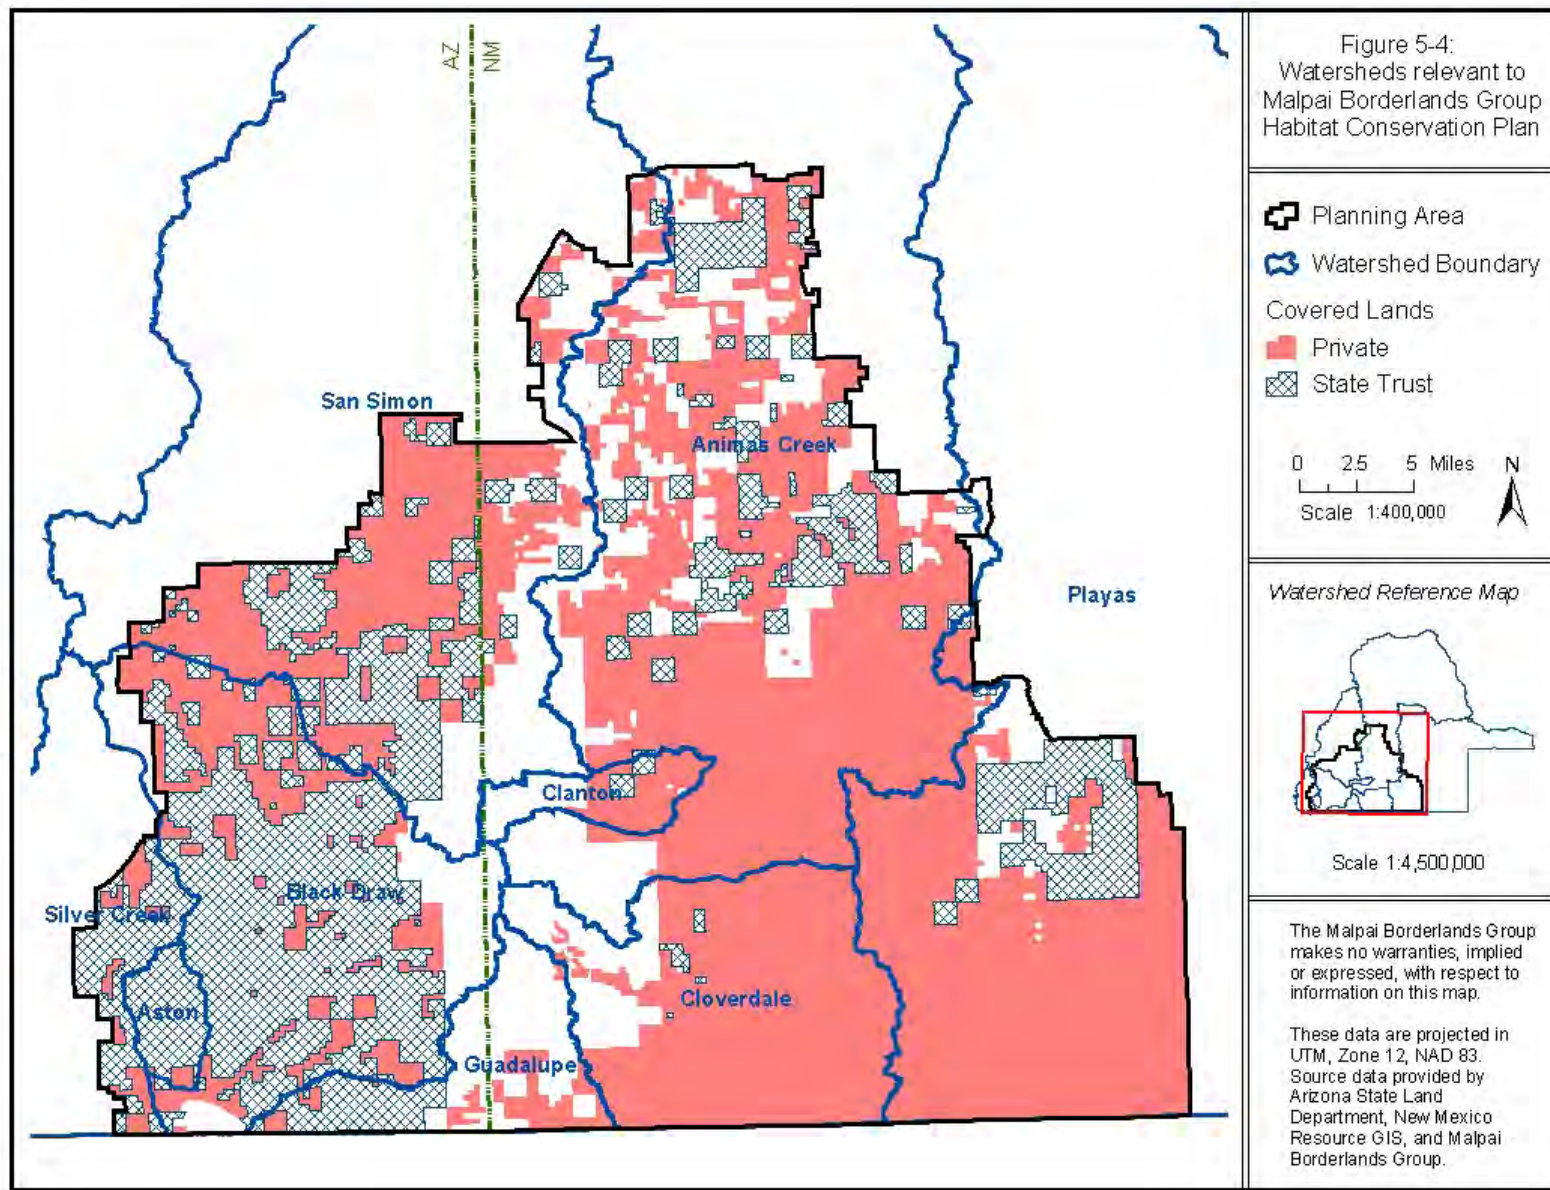 AZ
NM
San Simon
Animas Creek
Playas
Clanton
Black Draw
Silver Creek
Aston
Cloverdale
Guadalupe
Figure 5-4:
Watersheds relevant to
Malpai Borderlands Group
Habitat Conservation Plan
Planning Area
Watershed Boundary
Covered Lands
Private
State Trust
0 2.5 5 Miles N
Scale 1:400,000
Watershed Reference Map
Scale 1:4,500,000
The Malpai Borderlands Group
makes no warranties, implied
or expressed, with respect to
information on this map.
These data are projected in
UTM, Zone 12, NAD 83.
Source data provided by
Arizona State Land
Department, New Mexico
Resource GIS, and Malpai
Borderlands Group.